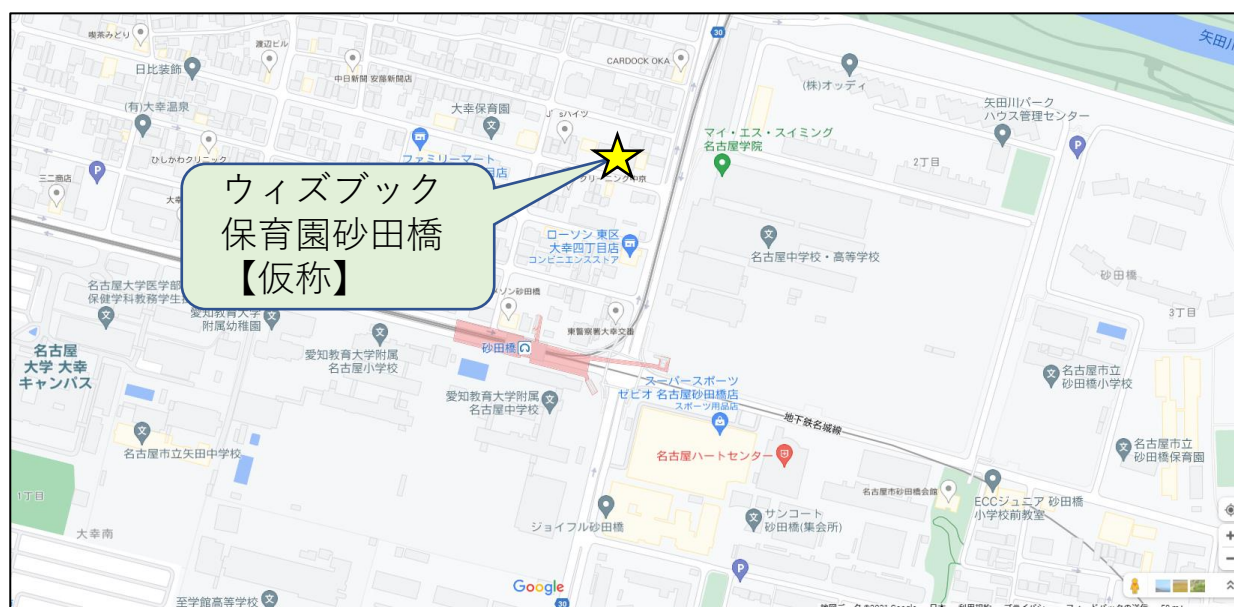 喫茶みどり
渡辺ビル
30
矢田川
日比装飾
中日新聞 安藤新聞店
CARDOCK OKA
(株)オッディ
(有)大幸温泉
大幸保育園
J'sハイツ
矢田川パーク
ハウス管理センター
マイ・エス・スイミング
名古屋学院
P
ひしかわクリニック
ファミリーマート
2丁目
P
三二商店
ウィズブック
保育園砂田橋
【仮称】
ローソン 東区
大幸四丁目店
コンビニエンスストア
名古屋中学校・高等学校
砂田橋
3丁目
名古屋大学医学部
保健学科教務学生
愛知教育大学
附属幼稚園
東警察署大幸交番
砂田橋
愛知教育大学附属
名古屋小学校
名古屋
大学 大幸
キャンパス
愛知教育大学附属
名古屋中学校
スーパースポーツ
ゼビオ 名古屋砂田橋店
スポーツ用品店
名古屋市立
砂田橋小学校
地下鉄名城線
名古屋市立矢田中学校
名古屋ハートセンター
名古屋市立
砂田橋保育園
1丁目
名古屋市砂田橋会館
ECCジュニア 砂田橋
小学校前教室
大幸南
ジョイフル砂田橋
サンコート
砂田橋(集会所)
P
Google
至学館高等学校
30